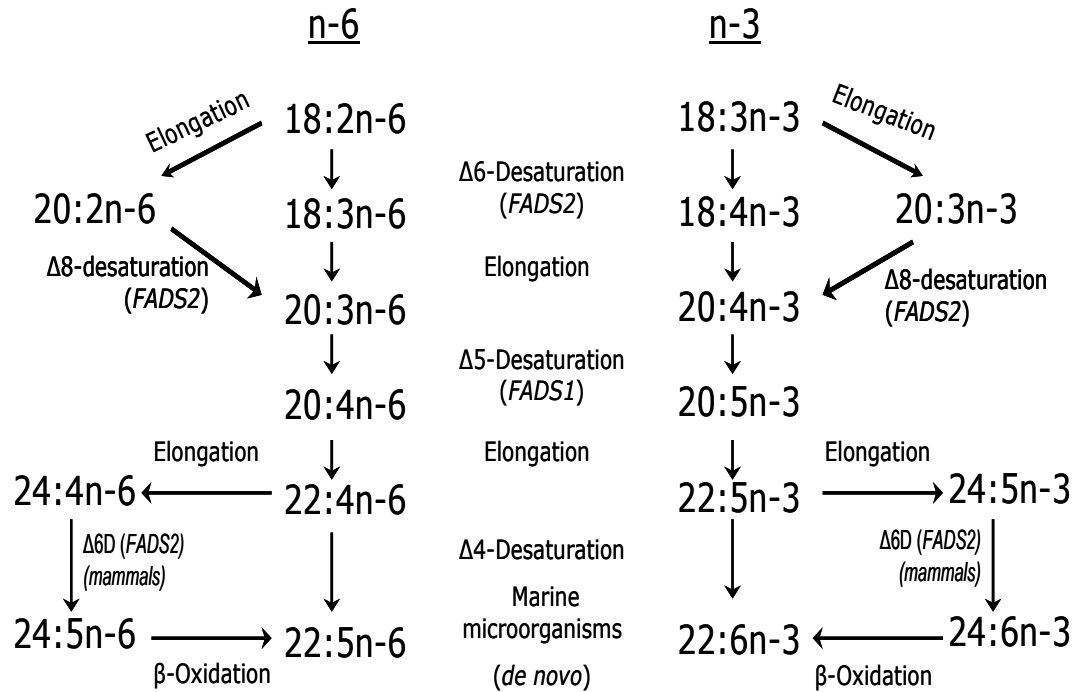 n-6
n-3
Elongation
18:2n-6
18:3n-3
Elongation
20:2n-6
18:3n-6
Δ6-Desaturation
(FADS2)
18:4n-3
20:3n-3
Δ8-desaturation
(FADS2)
Elongation
Δ8-desaturation
(FADS2)
20:3n-6
20:4n-3
Δ5-Desaturation
(FADS1)
20:4n-6
20:5n-3
Elongation
Elongation
Elongation
24:4n-6
22:4n-6
22:5n-3
24:5n-3
Δ6D (FADS2)
(mammals)
Δ4-Desaturation
Marine
microorganisms
(de novo)
Δ6D (FADS2)
(mammals)
24:5n-6
22:5n-6
22:6n-3
24:6n-3
β-Oxidation
β-Oxidation